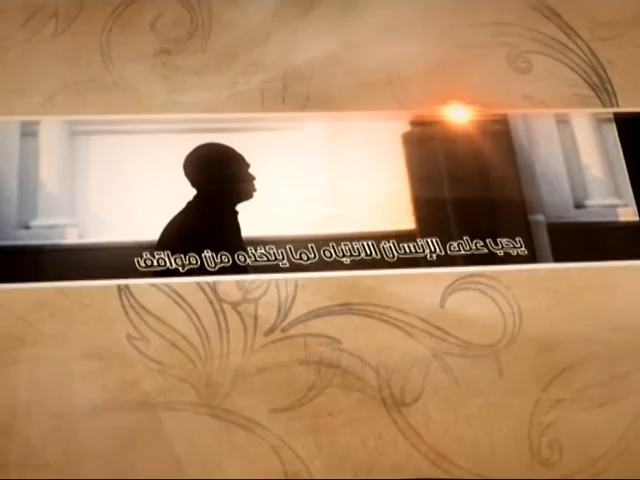 يجب على الإنسان الانتباه لما يتخذه من مواقف